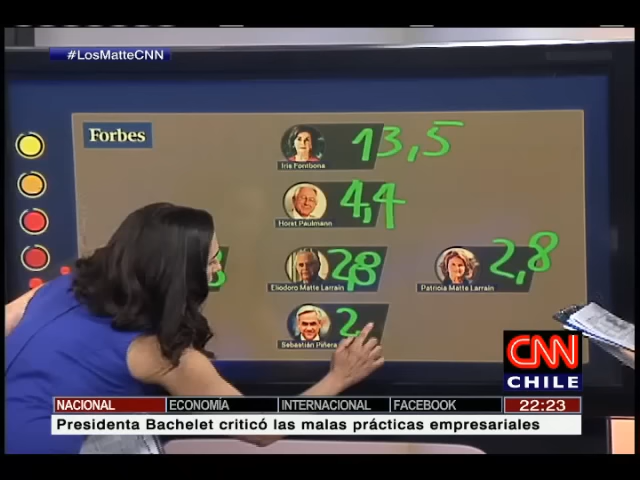 #LosMatteCNN
Forbes
13,5
Iris Fontbona
4,4
Horst Paulmann
8
2,8
Eliodoro Matte Larraín
2,8
Patricia Matte Larraín
2,
Sebastián Piñera
CNN
CHILE
NACIONAL ECONOMÍA INTERNACIONAL FACEBOOK 22:23
Presidenta Bachelet criticó las malas prácticas empresariales